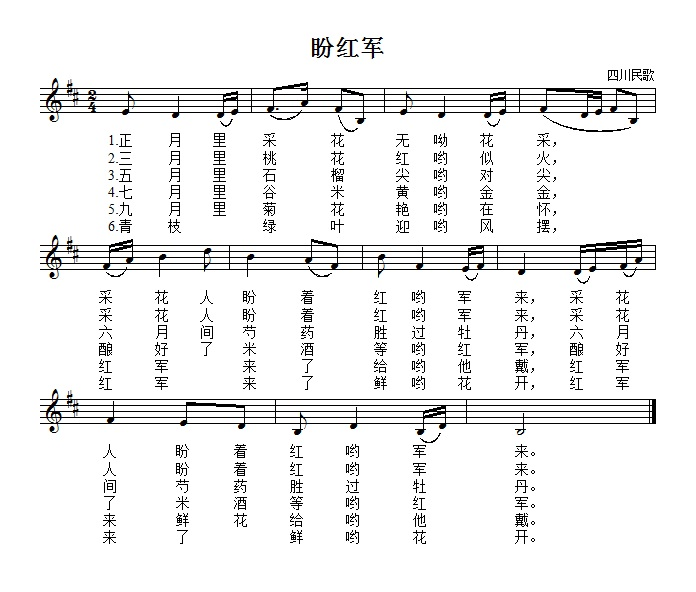 盼红军
四川民歌
2
4
1.正月里采花无呦花采，
2.三月里桃花红哟似火，
3.五月里石榴尖哟对尖，
4.七月里谷米黄哟金金，
5.九月里菊花艳哟在怀，
6.青枝绿叶迎哟风摆，
采花人盼着红哟军来，采花
采花人盼着红哟军来，采花
六月间芍药胜过牡丹，六月
酿好了米酒等哟红军，酿好
红军来了给哟他戴，红军
红军来了鲜哟花开，红军
人盼着红哟军来。
人盼着红哟军来。
间芍药胜过牡丹。
了米酒等哟红军。
来鲜花给哟他戴。
来了鲜哟花开。